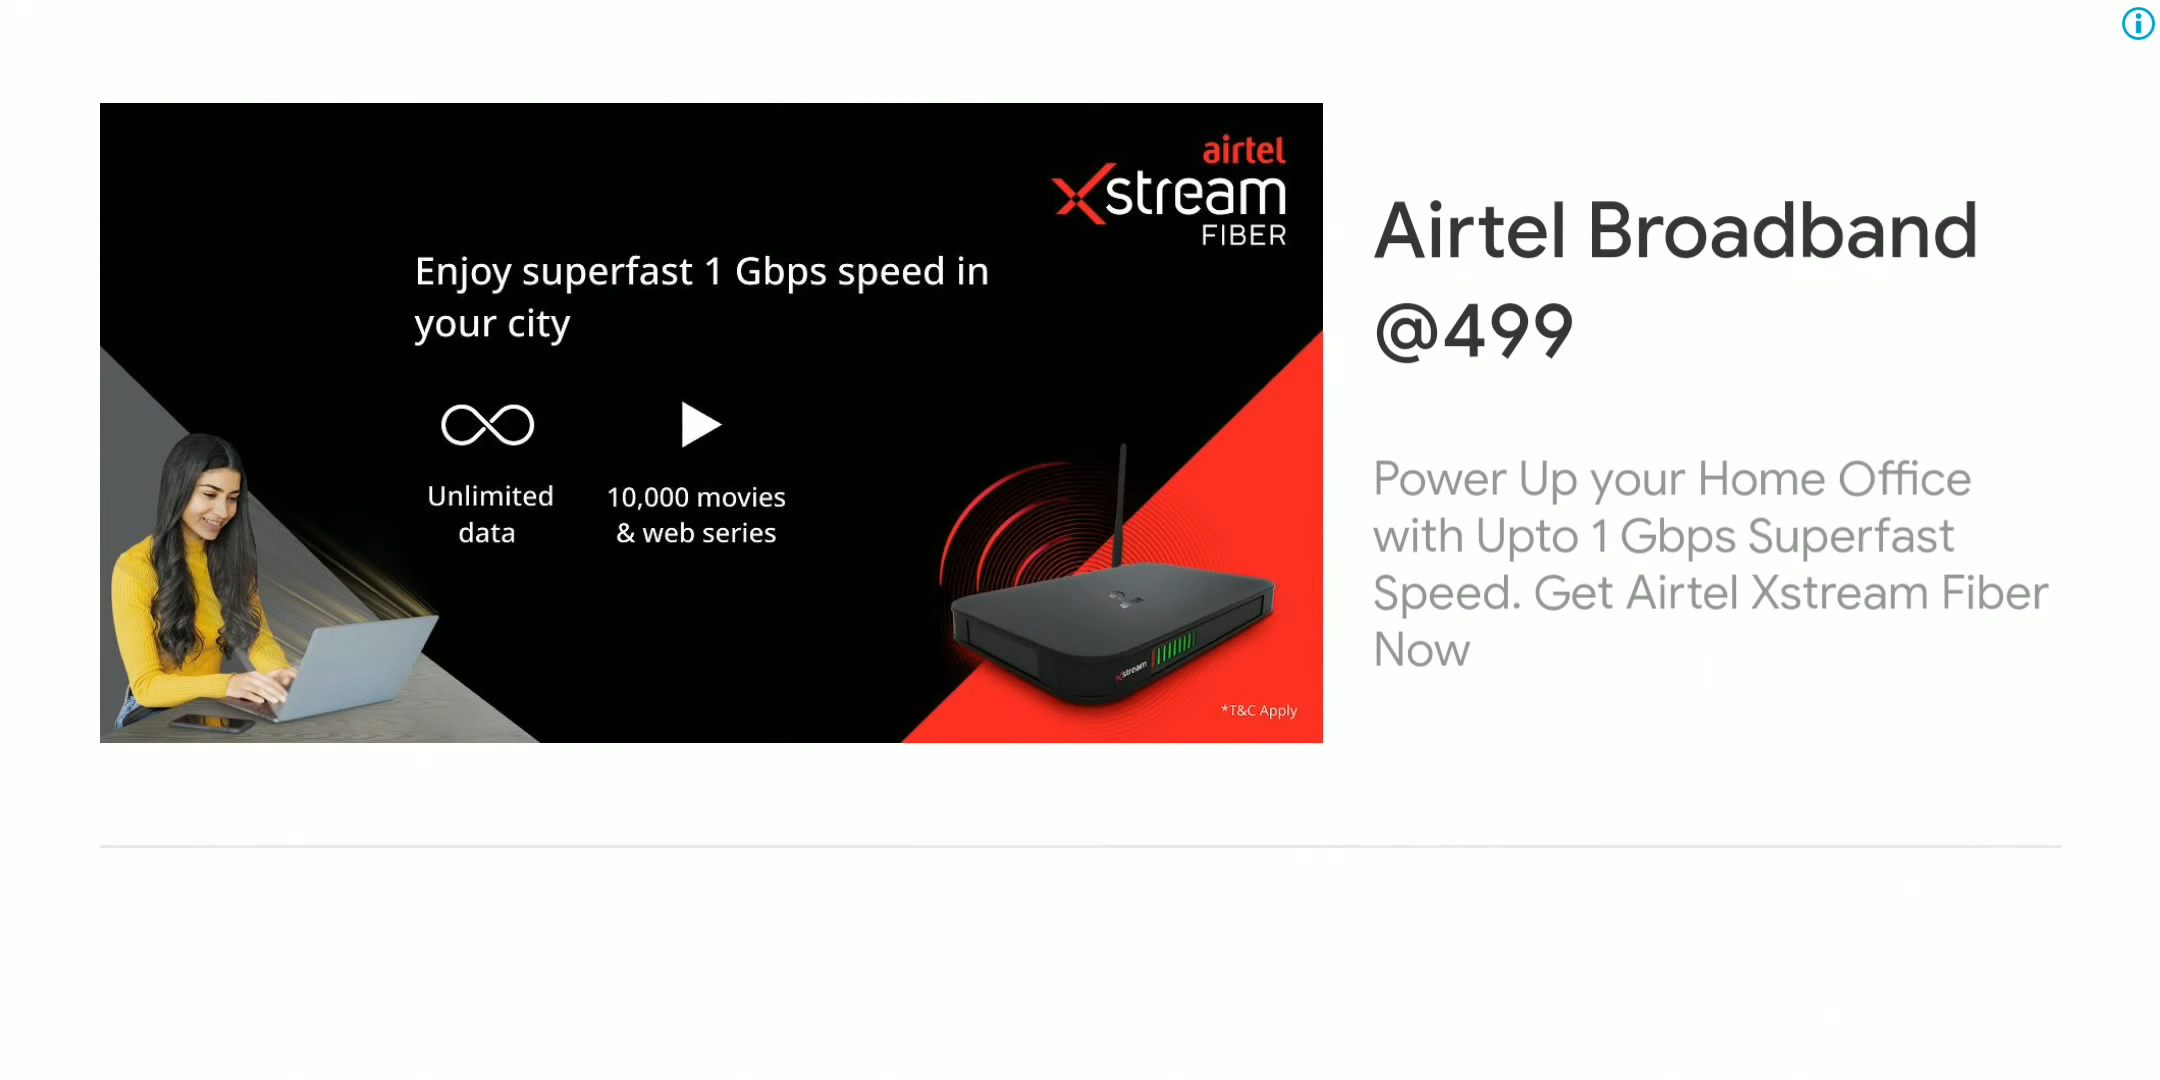 airtel
Xstream
FIBER
Enjoy superfast 1 Gbps speed in
your city
Unlimited
data
10,000 movies
& web series
xstream
*T&C Apply
Airtel Broadband
@499
Power Up your Home Office
with Upto 1 Gbps Superfast
Speed. Get Airtel Xstream Fiber
Now